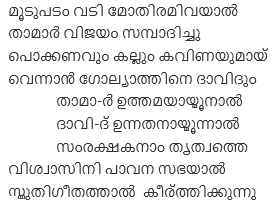 മൂടുപടം വടി മോതിരമിവയാൽ
താമാർ വിജയം സമ്പാദിച്ചു
പൊക്കണവും കല്ലും കവിണയുമായ്
വെന്നാൻ ഗോല്യാത്തിനെ ദാവിദും
താമാ-ർ ഉത്തമയായ്യൂനാൽ
ദാവി-ദ് ഉന്നതനായ്യൂന്നാൽ
സംരക്ഷകനാം തൃത്വത്തെ
വിശ്വാസിനി പാവന സഭയാൽ
സ്തുതിഗീതത്താൽ കീർത്തിക്കുന്നു